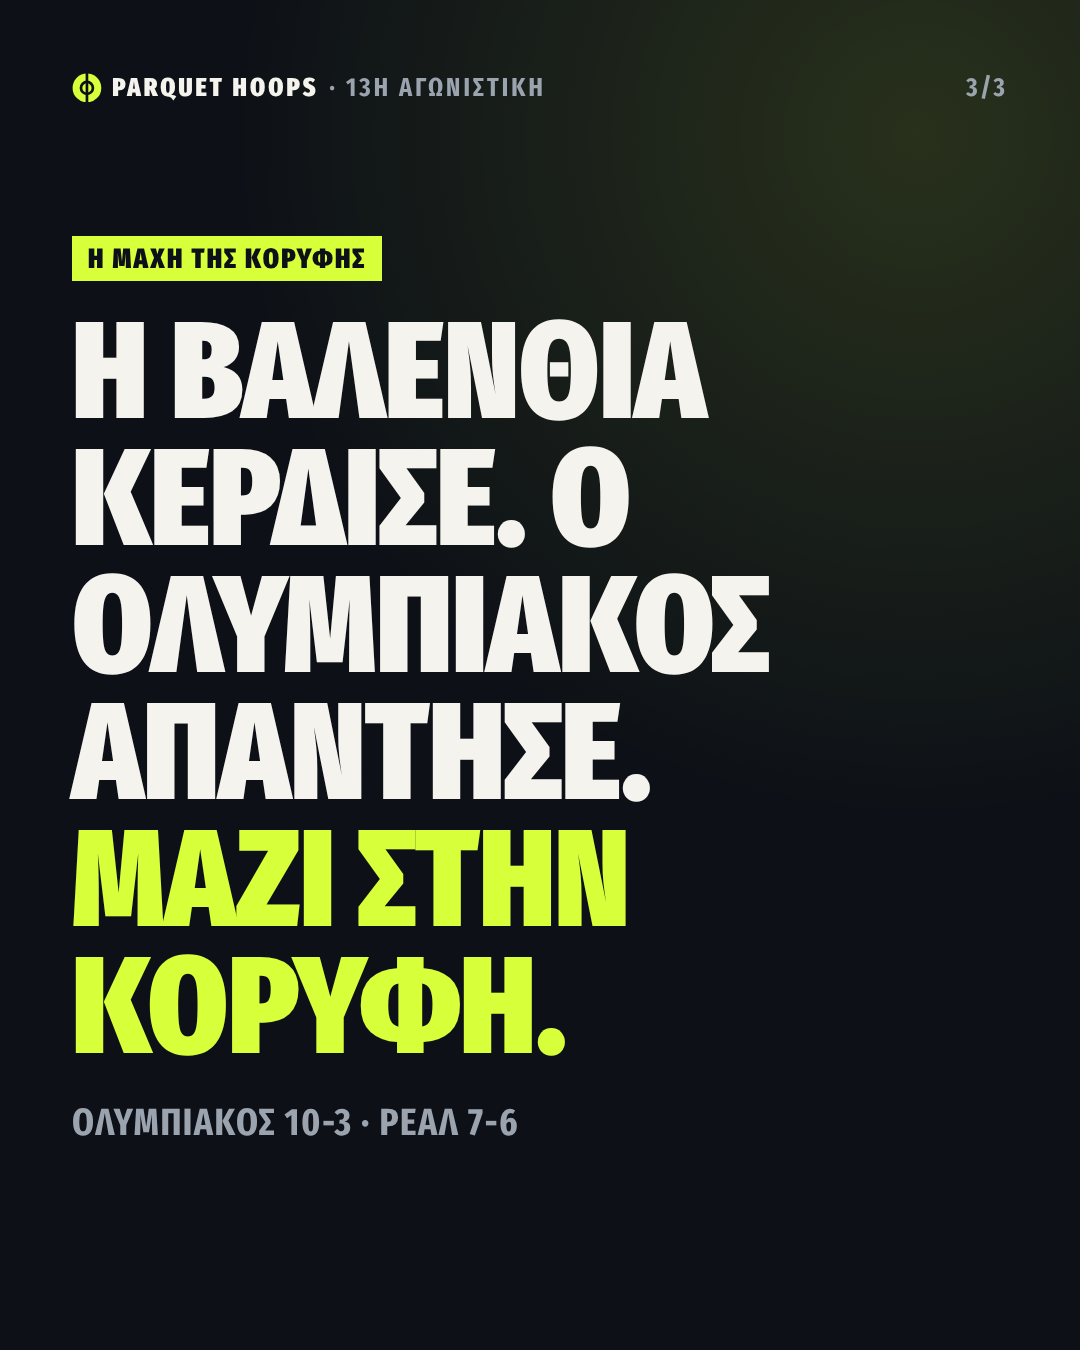 PARQUET HOOPS · 13Η ΑΓΩΝΙΣΤΙΚΗ 3/3
Η ΜΑΧΗ ΤΗΣ ΚΟΡΥΦΗΣ
Η ΒΑΛΕΝΘΙΑ
ΚΕΡΔΙΣΕ. Ο
ΟΛΥΜΠΙΑΚΟΣ
ΑΠΑΝΤΗΣΕ.
ΜΑΖΙ ΣΤΗΝ
ΚΟΡΥΦΗ.
ΟΛΥΜΠΙΑΚΟΣ 10-3 · ΡΕΑΛ 7-6